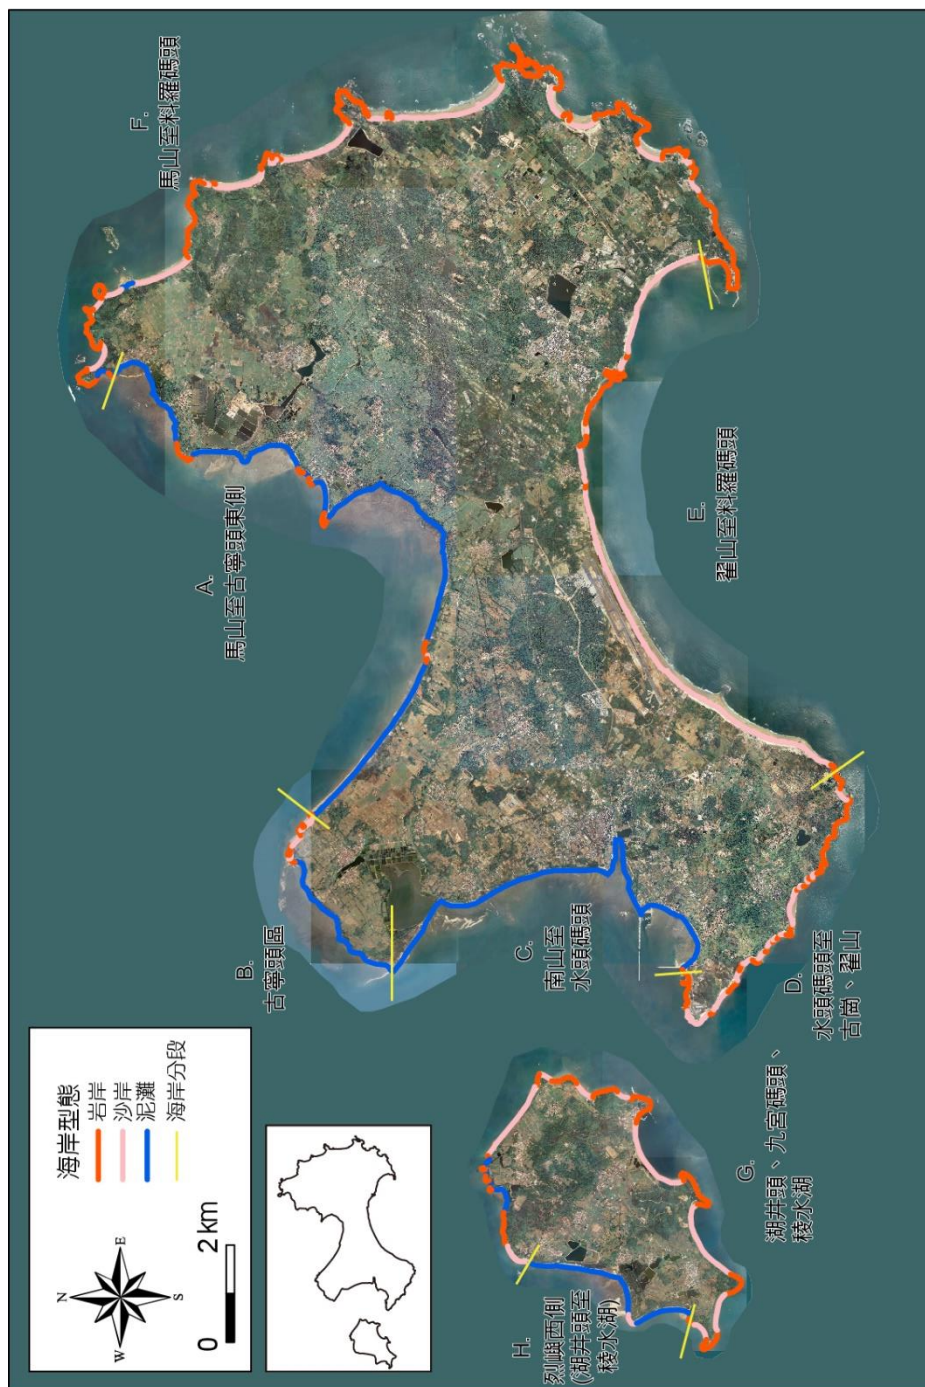 海岸型態
岩岸
沙岸
泥灘
海岸分段
N
W
E
S
0
2 km
A.
馬山至古寧頭東側
B.
古寧頭區
C.
南山至
水頭碼頭
D.
水頭碼頭至
古崗、翟山
E.
翟山至料羅碼頭
F.
馬山至料羅碼頭
G.
湖井頭、九宮碼頭、
棱水湖
H.
烈嶼西側
(湖井頭至
棱水湖)